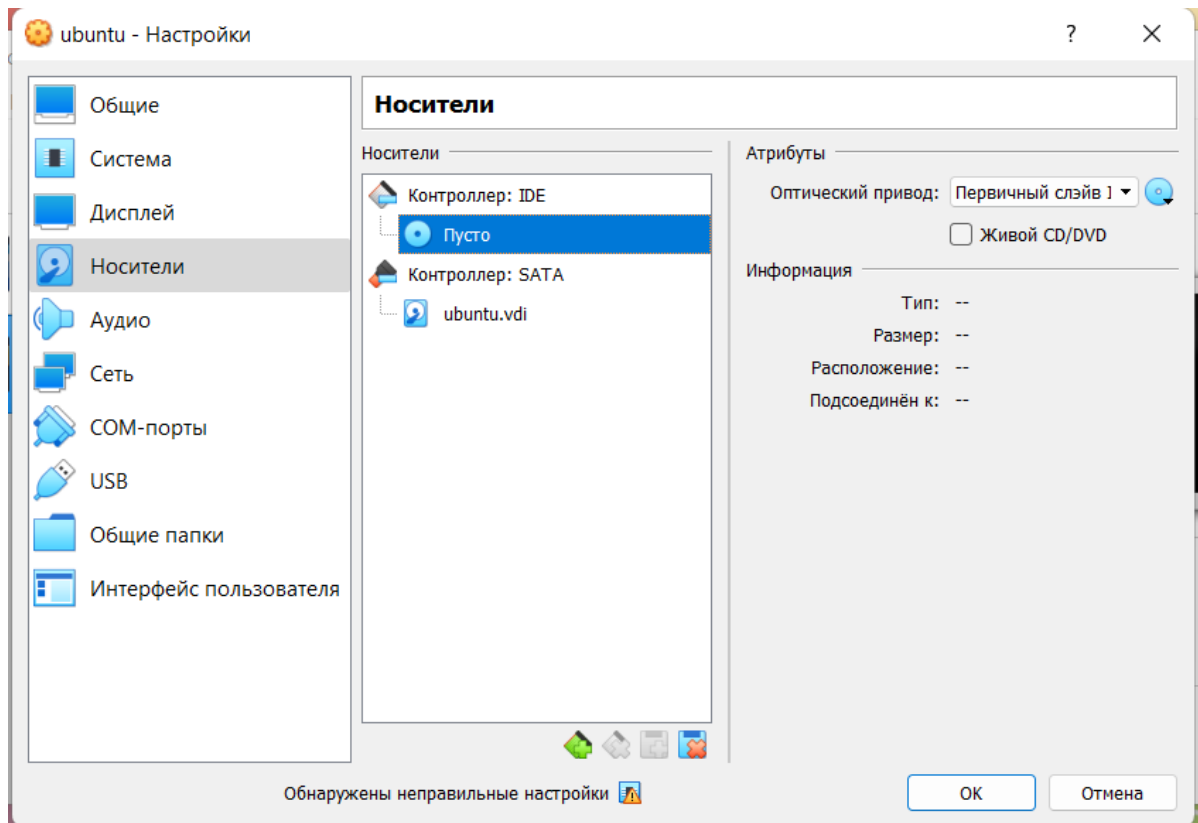 ubuntu - Настройки
?
Общие
Система
Дисплей
Носители
Аудио
Сеть
COM-порты
USB
Общие папки
Интерфейс пользователя
Носители
Носители
Контроллер: IDE
Пусто
Контроллер: SATA
ubuntu.vdi
Атрибуты
Оптический привод: Первичный слэйв I
Живой CD/DVD
Информация
Тип: --
Размер: --
Расположение: --
Подсоединён к: --
Обнаружены неправильные настройки
OK
Отмена